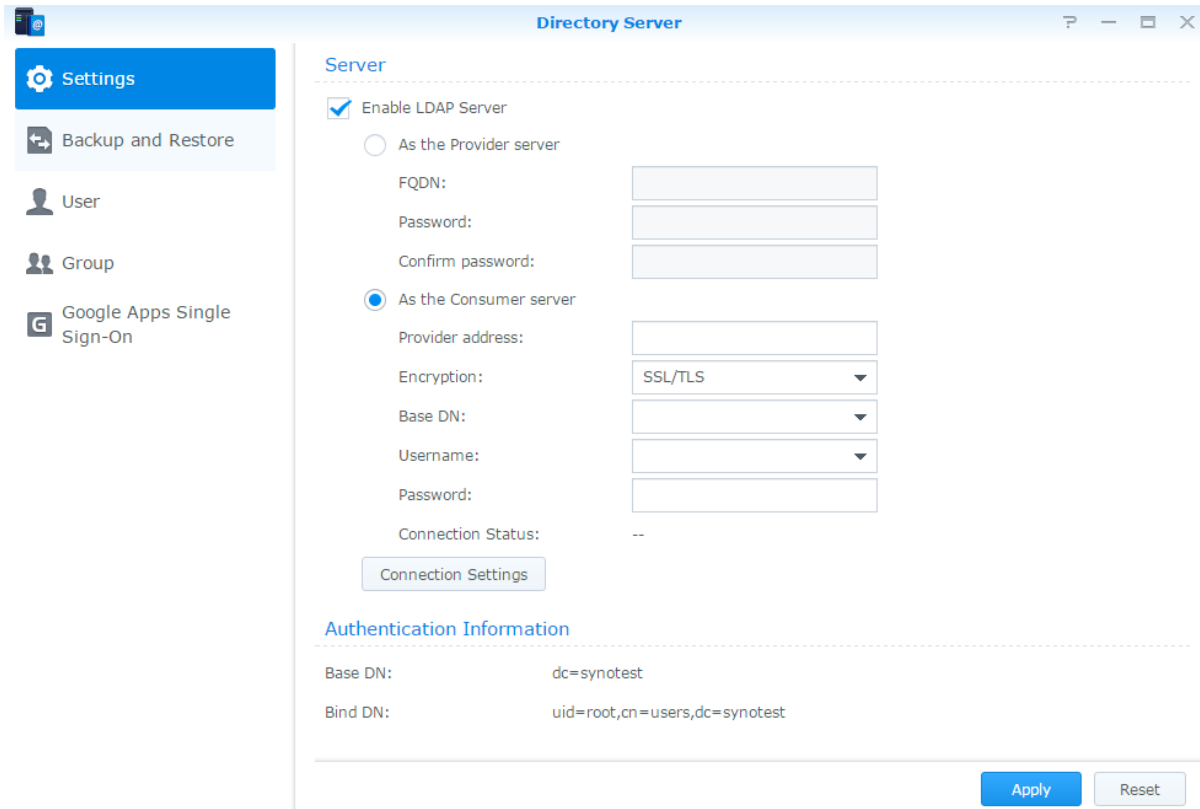 Directory Server
Settings
Backup and Restore
User
Group
Google Apps Single
Sign-On
Server
Enable LDAP Server
As the Provider server
FQDN:
Password:
Confirm password:
As the Consumer server
Provider address:
Encryption: SSL/TLS
Base DN:
Username:
Password:
Connection Status: --
Connection Settings
Authentication Information
Base DN: dc=synotest
Bind DN: uid=root,cn=users,dc=synotest
Apply Reset